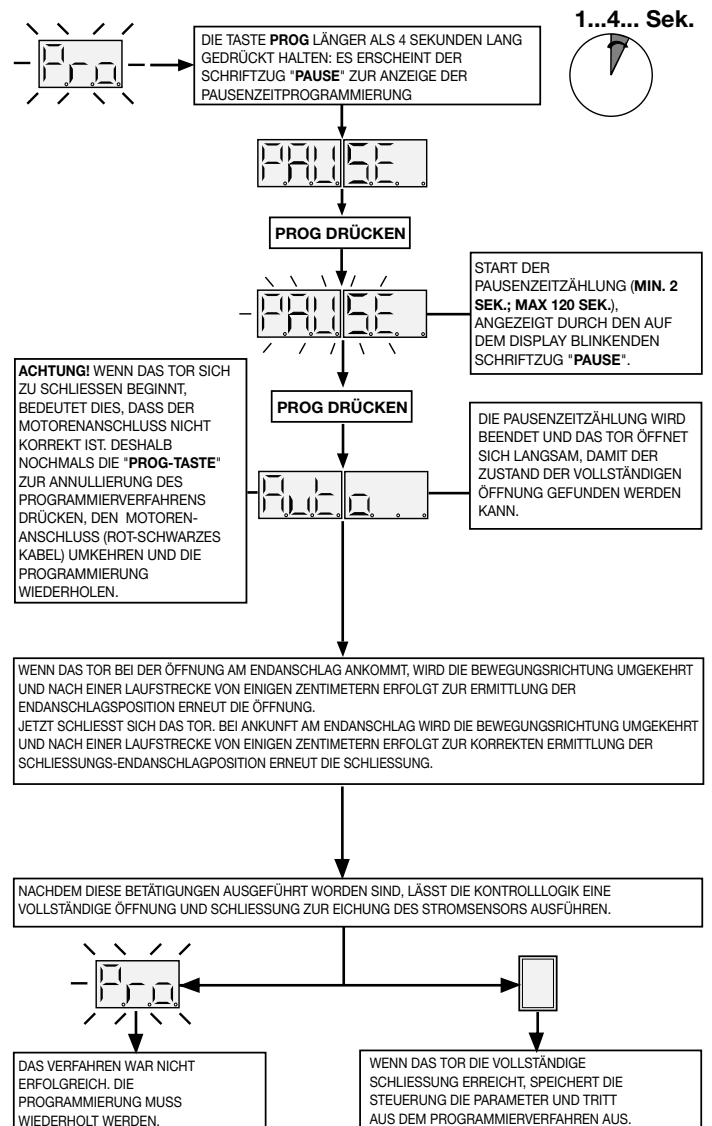 1...4... Sek.
Pro
DIE TASTE PROG LÄNGER ALS 4 SEKUNDEN LANG
GEDRÜCKT HALTEN: ES ERSCHEINT DER
SCHRIFTZUG "PAUSE" ZUR ANZEIGE DER
PAUSENZEITPROGRAMMIERUNG
PAUSE
PROG DRÜCKEN
PAUSE
START DER
PAUSENZEITZÄHLUNG (MIN. 2
SEK.; MAX 120 SEK.),
ANGEZEIGT DURCH DEN AUF
DEM DISPLAY BLINKENDEN
SCHRIFTZUG "PAUSE".
ACHTUNG! WENN DAS TOR SICH
ZU SCHLIESSEN BEGINNT,
BEDEUTET DIES, DASS DER
MOTORENANSCHLUSS NICHT
KORREKT IST. DESHALB
NOCHMALS DIE "PROG-TASTE"
ZUR ANNULLIERUNG DES
PROGRAMMIERVERFAHRENS
DRÜCKEN, DEN MOTOREN-
ANSCHLUSS (ROT-SCHWARZES
KABEL) UMKEHREN UND DIE
PROGRAMMIERUNG
WIEDERHOLEN.
PROG DRÜCKEN
Auto
DIE PAUSENZEITZÄHLUNG WIRD
BEENDET UND DAS TOR ÖFFNET
SICH LANGSAM, DAMIT DER
ZUSTAND DER VOLLSTÄNDIGEN
ÖFFNUNG GEFUNDEN WERDEN
KANN.
WENN DAS TOR BEI DER ÖFFNUNG AM ENDANSCHLAG ANKOMMT, WIRD DIE BEWEGUNGSRICHTUNG UMGEKEHRT
UND NACH EINER LAUFSTRECKE VON EINIGEN ZENTIMETERN ERFOLGT ZUR ERMITTLUNG DER
ENDANSCHLAGSPOSITION ERNEUT DIE ÖFFNUNG.
JETZT SCHLIESST SICH DAS TOR. BEI ANKUNFT AM ENDANSCHLAG WIRD DIE BEWEGUNGSRICHTUNG UMGEKEHRT
UND NACH EINER LAUFSTRECKE VON EINIGEN ZENTIMETERN ERFOLGT ZUR KORREKTEN ERMITTLUNG DER
SCHLIESSUNGS-ENDANSCHLAGPOSITION ERNEUT DIE SCHLIESSUNG.
NACHDEM DIESE BETÄTIGUNGEN AUSGEFÜHRT WORDEN SIND, LÄSST DIE KONTROLLLOGIK EINE
VOLLSTÄNDIGE ÖFFNUNG UND SCHLIESSUNG ZUR EICHUNG DES STROMSENSORS AUSFÜHREN.
Pro
DAS VERFAHREN WAR NICHT
ERFOLGREICH. DIE
PROGRAMMIERUNG MUSS
WIEDERHOLT WERDEN.
WENN DAS TOR DIE VOLLSTÄNDIGE
SCHLIESSUNG ERREICHT, SPEICHERT DIE
STEUERUNG DIE PARAMETER UND TRITT
AUS DEM PROGRAMMIERVERFAHREN AUS.